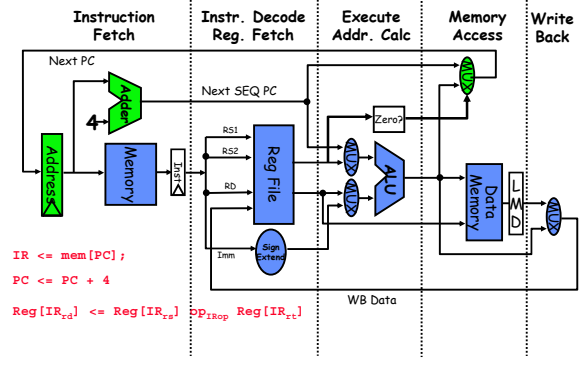 Instruction
Fetch
Instr. Decode
Reg. Fetch
Execute
Addr. Calc
Memory
Access
Write
Back
Next PC
Next SEQ PC
Adder
4
Address
Memory
Inst
RS1
RS2
RD
Imm
Reg File
Sign
Extend
Zero?
MUX
MUX
ALU
MUX
Data
Memory
L
M
D
MUX
WB Data
IR <= mem[PC];
PC <= PC + 4
Reg[IRrd] <= Reg[IRrs] opIRop Reg[IRrt]